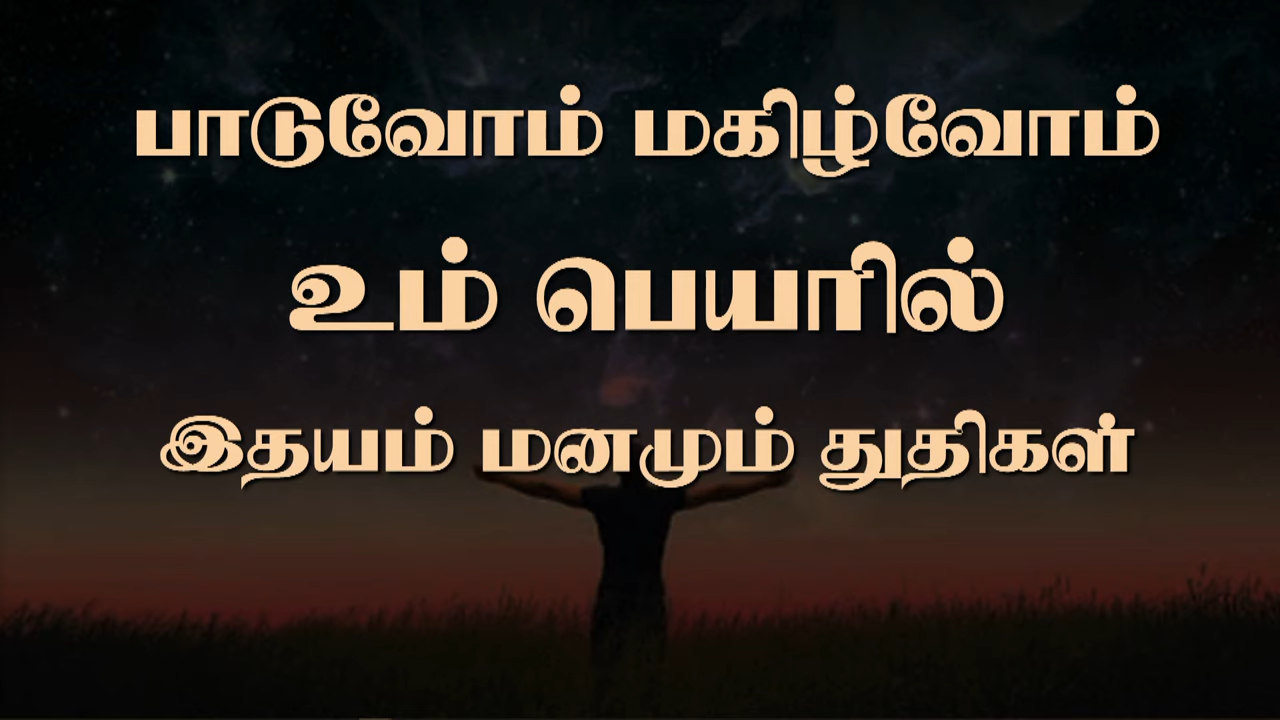 பாடுவோம் மகிழ்வோம்
உம் பெயரில்
இதயம் மனமும் துதிகள்